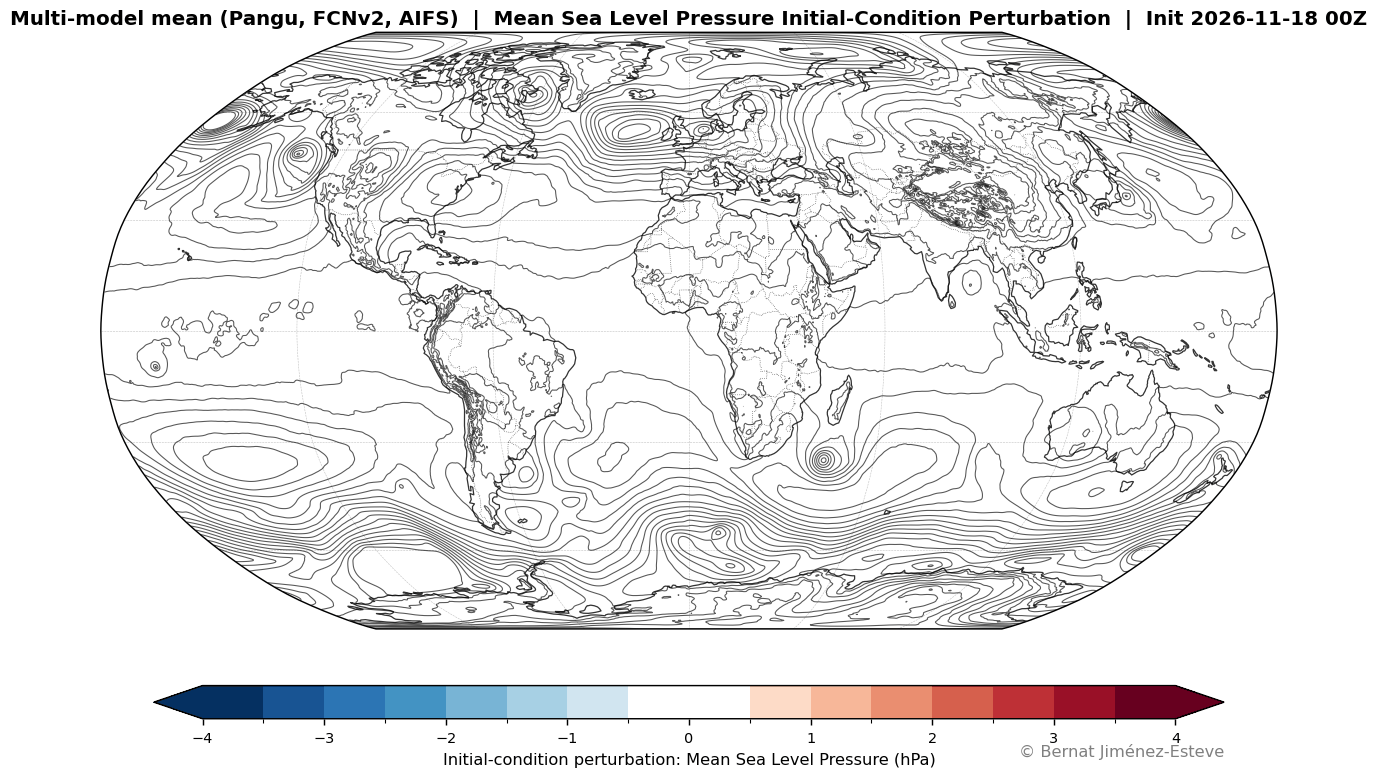 Multi-model mean (Pangu, FCNv2, AIFS)  |  Mean Sea Level Pressure Initial-Condition Perturbation  |  Init 2026-11-18 00Z
−4 −3 −2 −1 0 1 2 3 4
Initial-condition perturbation: Mean Sea Level Pressure (hPa)
© Bernat Jiménez-Esteve